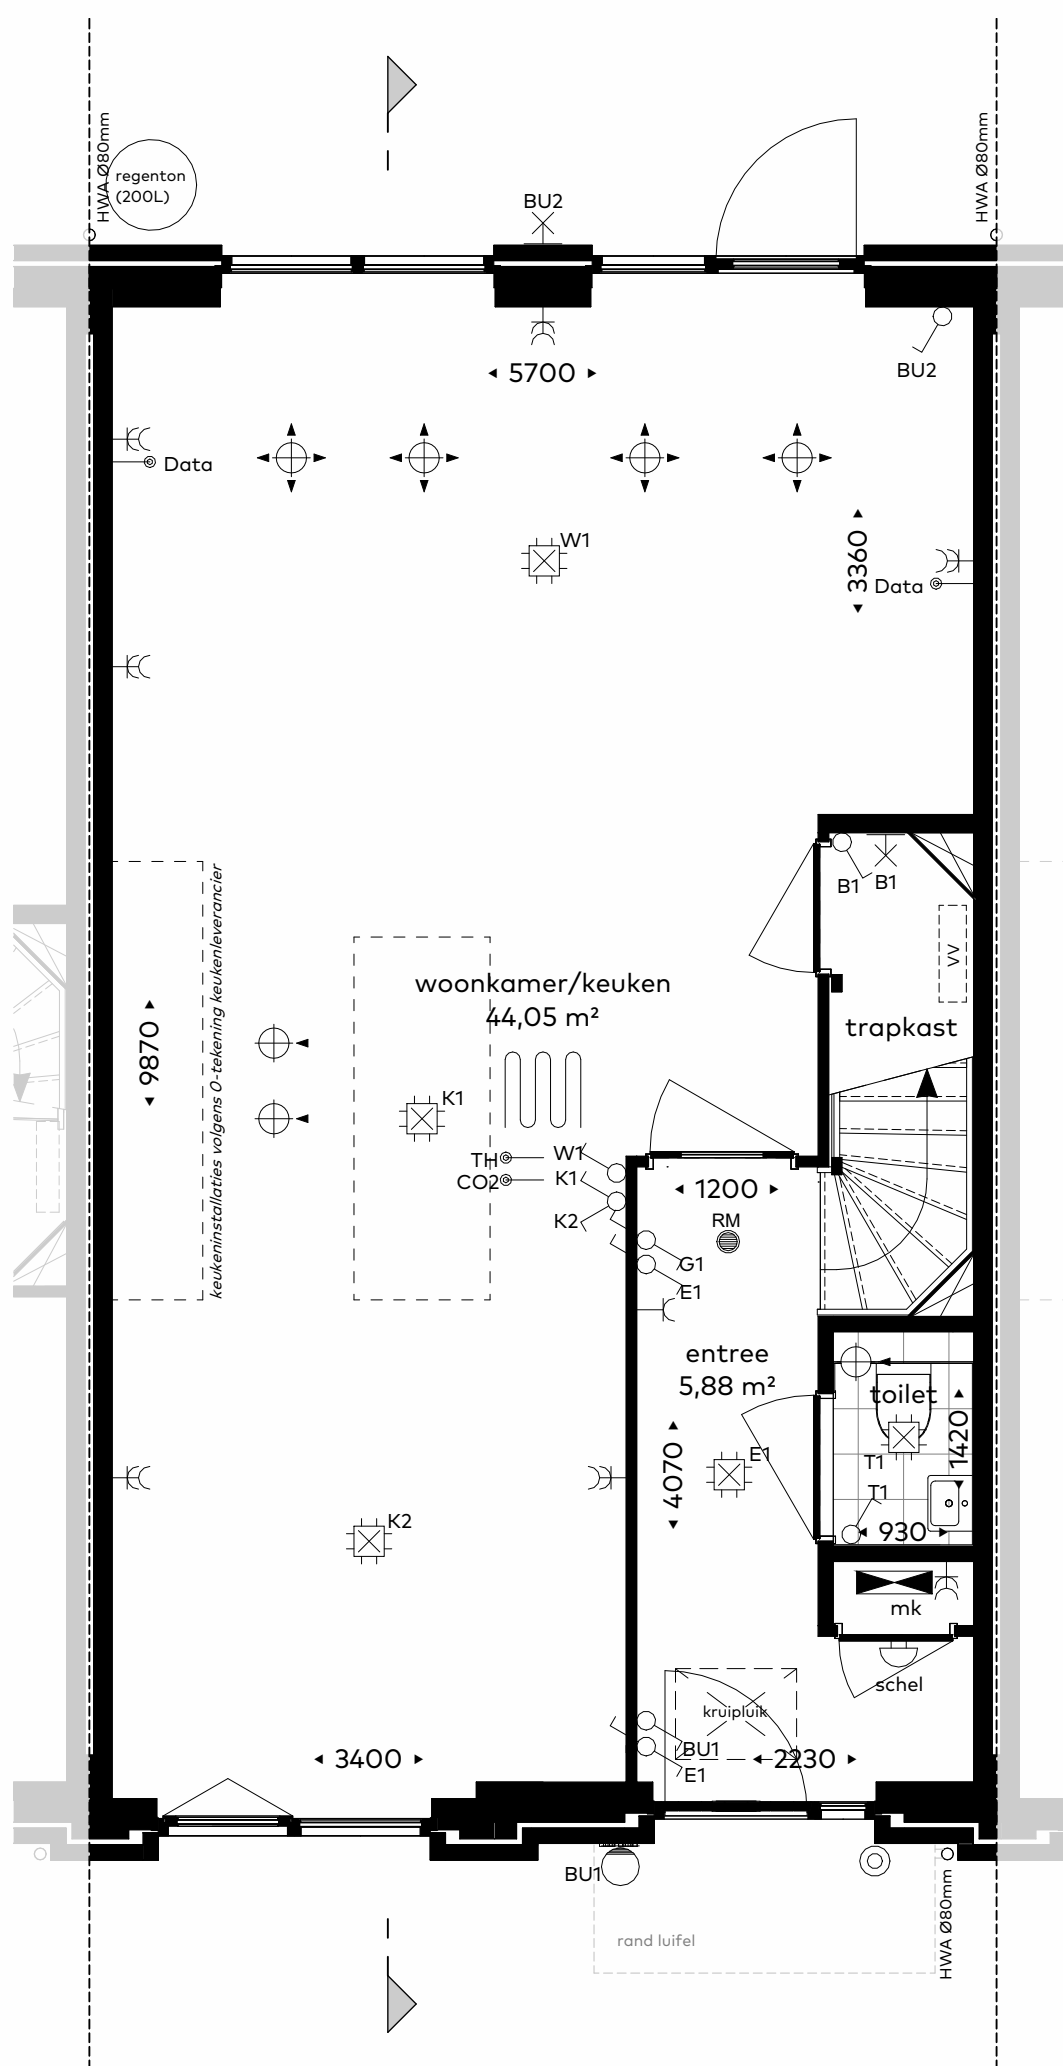 HWA Ø80mm
regenton
(200L)
HWA Ø80mm
BU2
5700
BU2
Data
W1
3360
Data
B1
B1
VV
trapkast
keukeninstallaties volgens 0-tekening keukenleverancier
woonkamer/keuken
44,05 m²
9870
K1
TH
CO2
W1
K1
K2
1200
RM
G1
E1
entree
5,88 m²
toilet
1420
4070
E1
T1
T1
930
K2
mk
schel
kruipluik
BU1
E1
3400
2230
BU1
HWA Ø80mm
rand luifel